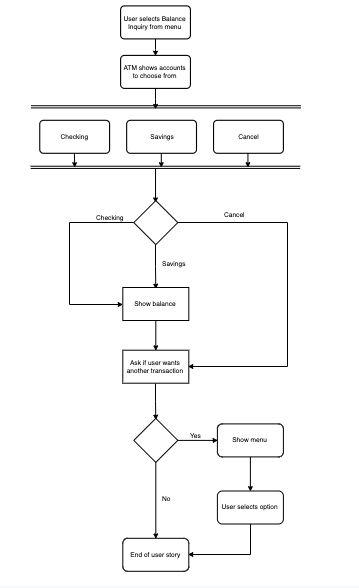 User selects Balance
Inquiry from menu
ATM shows accounts
to choose from
Checking
Savings
Cancel
Checking
Cancel
Savings
Show balance
Ask if user wants
another transaction
Yes
Show menu
No
User selects option
End of user story